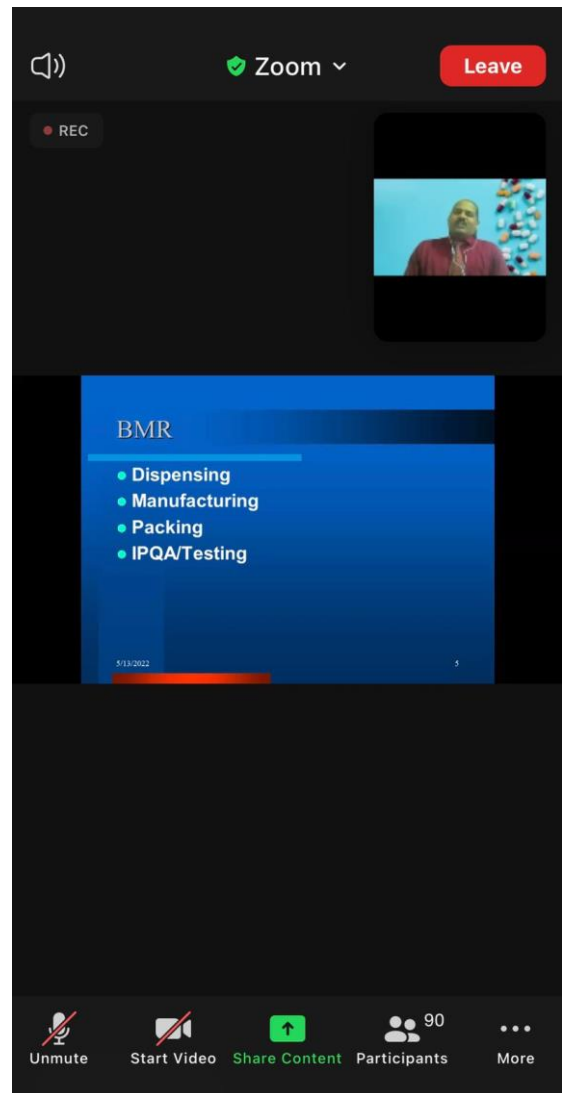 Zoom
Leave
REC
BMR
Dispensing
Manufacturing
Packing
IPQA/Testing
5/13/2022
5
90
Unmute
Start Video
Share Content
Participants
More